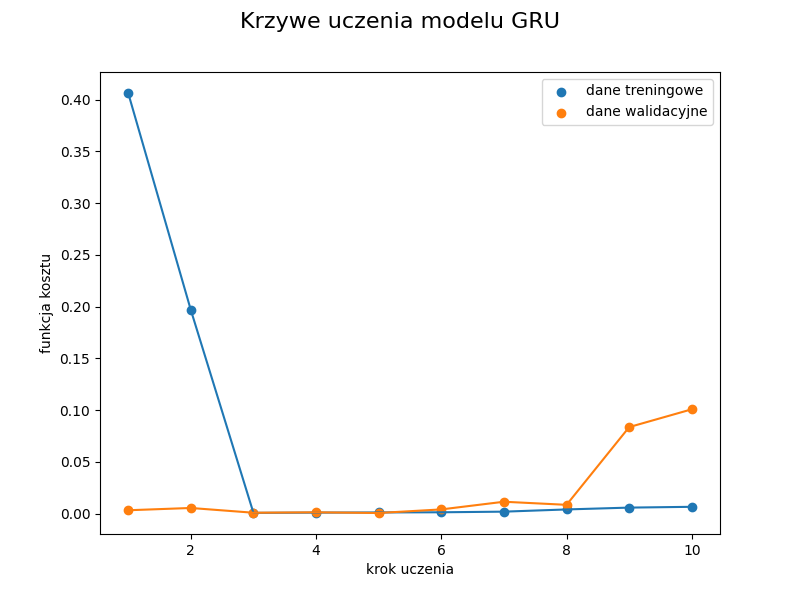 Krzywe uczenia modelu GRU
dane treningowe
dane walidacyjne
funkcja kosztu
0.40
0.35
0.30
0.25
0.20
0.15
0.10
0.05
0.00
2
4
6
8
10
krok uczenia